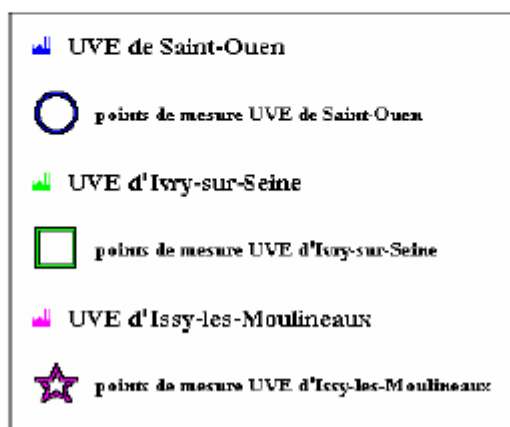 UVE de Saint-Ouen
points de mesure UVE de Saint-Ouen
UVE d'Ivry-sur-Seine
points de mesure UVE d'Ivry-sur-Seine
UVE d'Issy-les-Moulineaux
points de mesure UVE d'Issy-les-Moulineaux